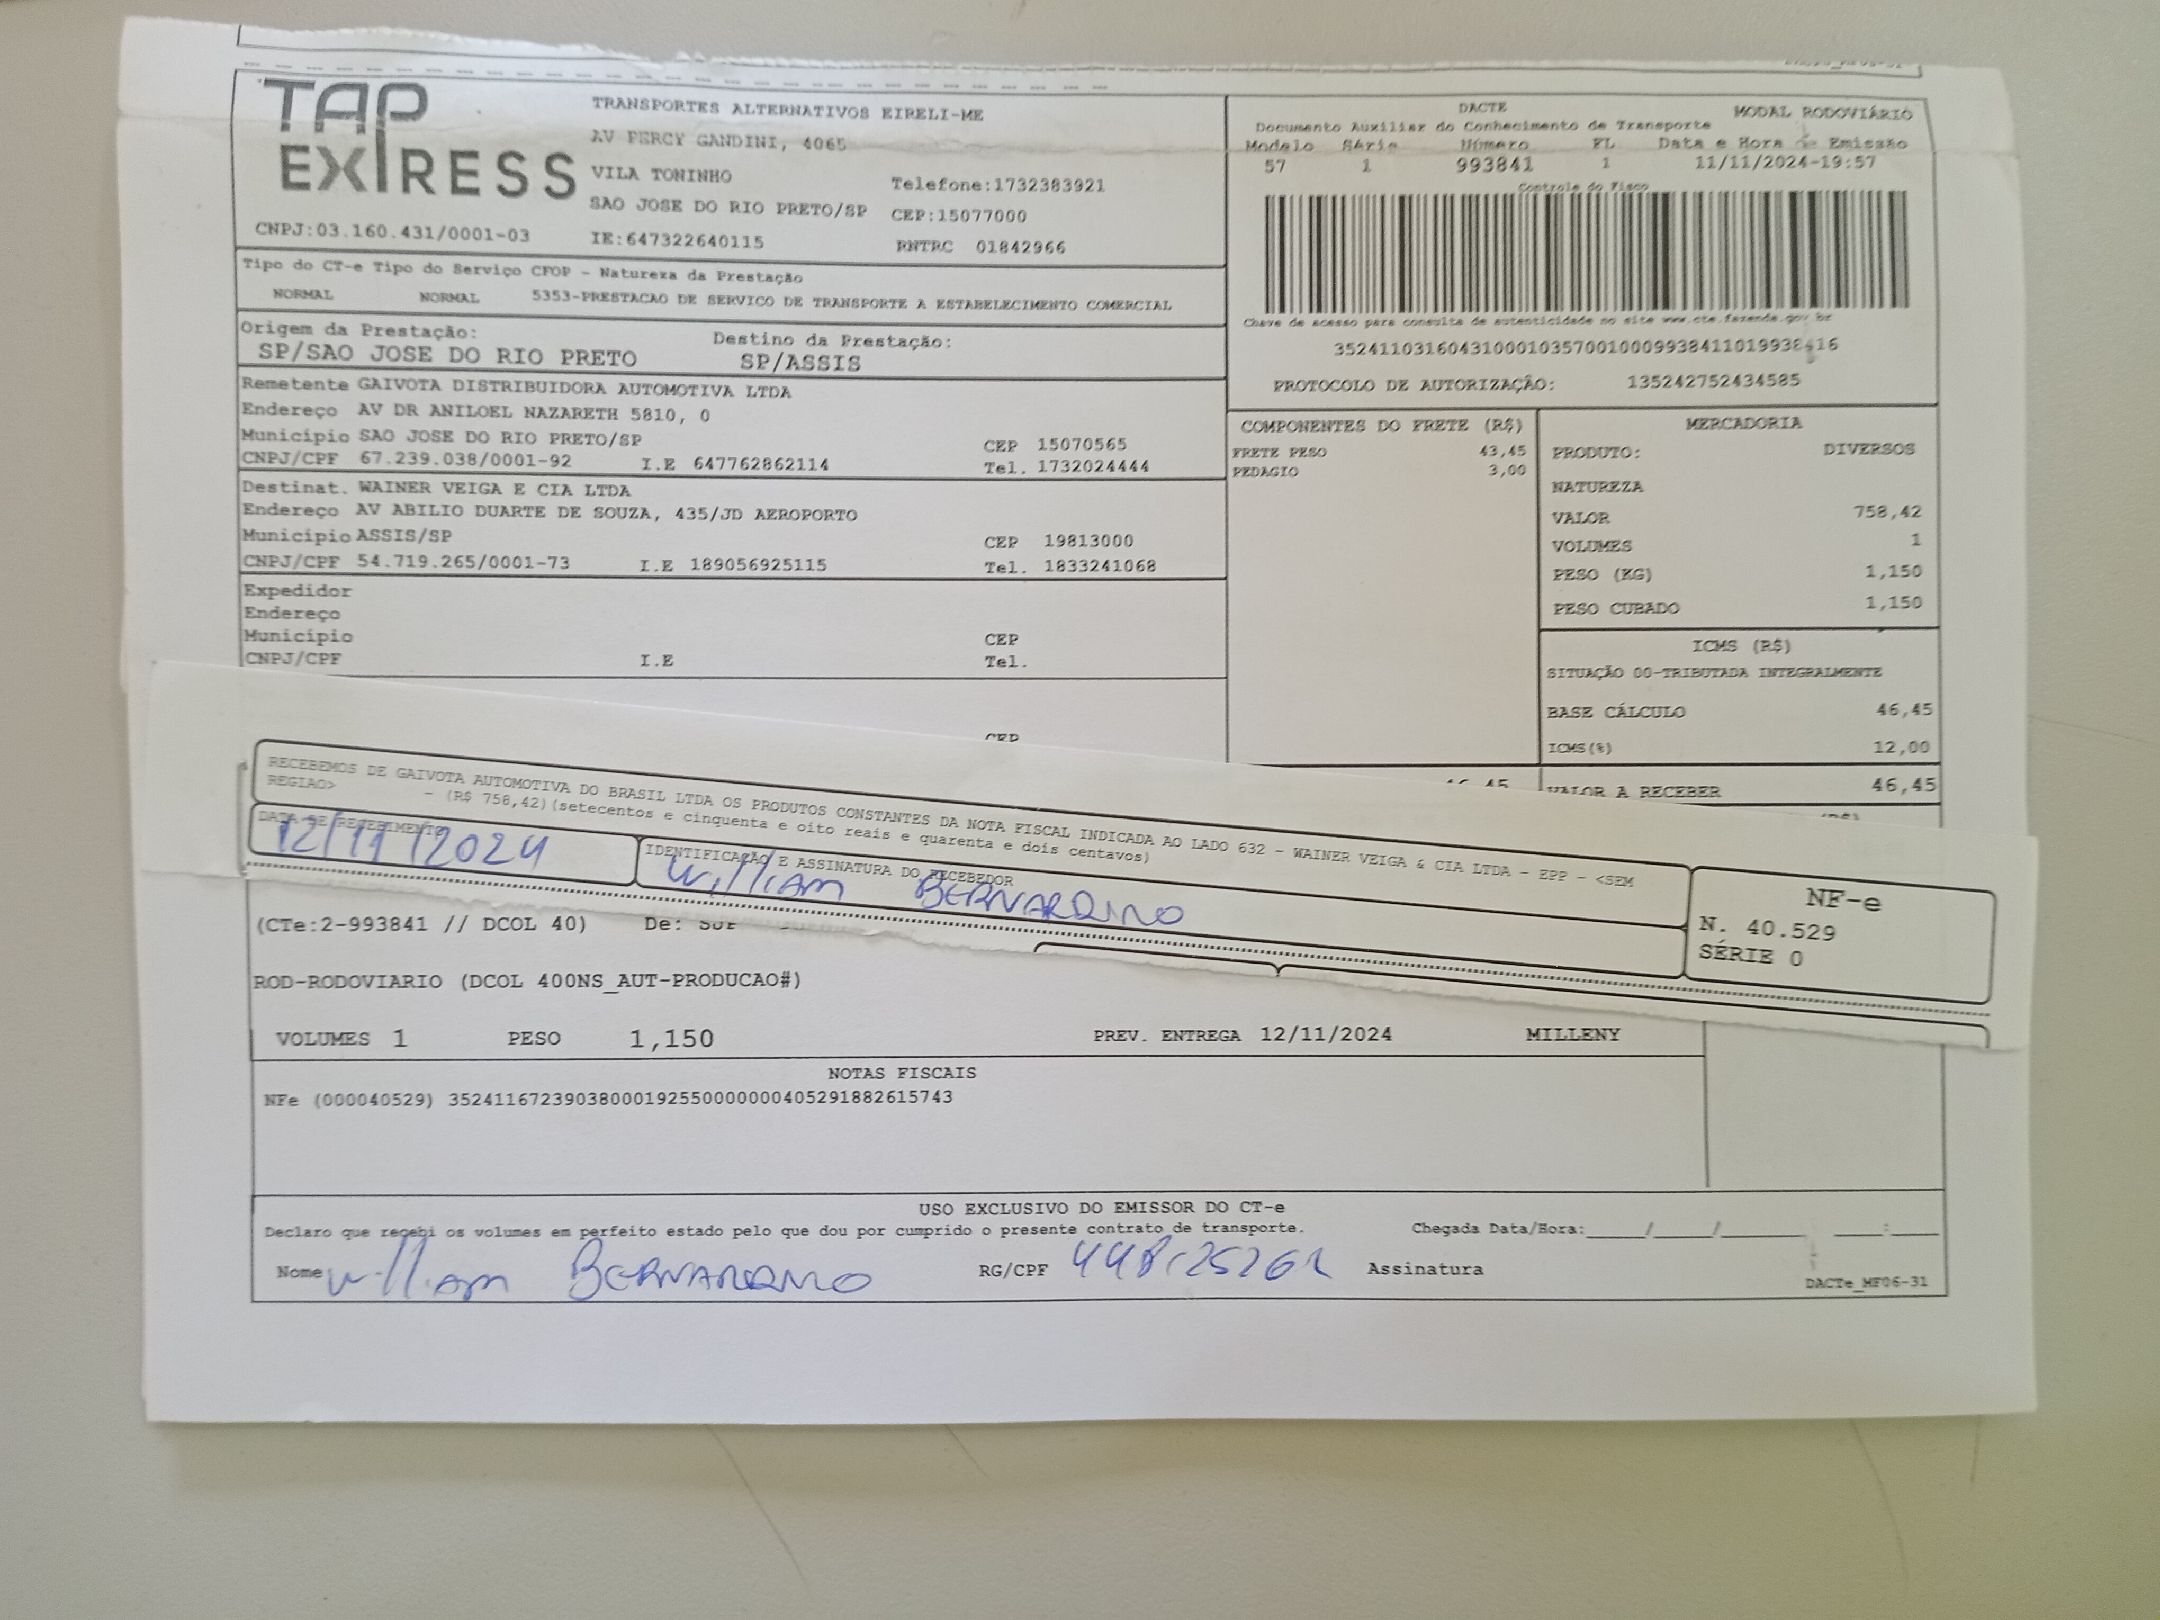 TAP EXPRESS
TRANSPORTES ALTERNATIVOS EIRELI-ME
AV PERCY GANDINI, 4065
VILA TONINHO Telefone:1732383921
SAO JOSE DO RIO PRETO/SP CEP:15077000
CNPJ:03.160.431/0001-03 IE:647322640115 RNTRC 01842966
DACTE MODAL RODOVIÁRIO
Documento Auxiliar do Conhecimento de Transporte
Modelo Série Número FL Data e Hora de Emissão
57 1 993841 1 11/11/2024-19:57
Controle do Fisco
Chave de acesso para consulta de autenticidade no site www.cte.fazenda.gov.br
35241103160431000103570010009938411019938416
PROTOCOLO DE AUTORIZAÇÃO: 135242752434585
Tipo do CT-e Tipo do Serviço CFOP - Natureza da Prestação
NORMAL NORMAL 5353-PRESTACAO DE SERVICO DE TRANSPORTE A ESTABELECIMENTO COMERCIAL
Origem da Prestação: Destino da Prestação:
SP/SAO JOSE DO RIO PRETO SP/ASSIS
Remetente GAIVOTA DISTRIBUIDORA AUTOMOTIVA LTDA
Endereço AV DR ANILOEL NAZARETH 5810, 0
Município SAO JOSE DO RIO PRETO/SP CEP 15070565
CNPJ/CPF 67.239.038/0001-92 I.E 647762862114 Tel. 1732024444
Destinat. WAINER VEIGA E CIA LTDA
Endereço AV ABILIO DUARTE DE SOUZA, 435/JD AEROPORTO
Município ASSIS/SP CEP 19813000
CNPJ/CPF 54.719.265/0001-73 I.E 189056925115 Tel. 1833241068
Expedidor
Endereço
Município CEP
CNPJ/CPF I.E Tel.
CEP
COMPONENTES DO FRETE (R$)
FRETE PESO 43,45
PEDAGIO 3,00
MERCADORIA
PRODUTO: DIVERSOS
NATUREZA
VALOR 758,42
VOLUMES 1
PESO (KG) 1,150
PESO CUBADO 1,150
ICMS (R$)
SITUAÇÃO 00-TRIBUTADA INTEGRALMENTE
BASE CÁLCULO 46,45
ICMS(%) 12,00
VALOR A RECEBER 46,45
RECEBEMOS DE GAIVOTA AUTOMOTIVA DO BRASIL LTDA OS PRODUTOS CONSTANTES DA NOTA FISCAL INDICADA AO LADO 632 - WAINER VEIGA & CIA LTDA - EPP - <SEM
REGIAO> - (R$ 758,42)(setecentos e cinquenta e oito reais e quarenta e dois centavos)
DATA DE RECEBIMENTO
12/11/2024
IDENTIFICAÇÃO E ASSINATURA DO RECEBEDOR
William BERNARDINO
NF-e
N. 40.529
SÉRIE 0
(CTe:2-993841 // DCOL 40) De:
ROD-RODOVIARIO (DCOL 400NS_AUT-PRODUCAO#)
VOLUMES 1 PESO 1,150 PREV. ENTREGA 12/11/2024 MILLENY
NOTAS FISCAIS
NFe (000040529) 35241167239038000192550000000405291882615743
USO EXCLUSIVO DO EMISSOR DO CT-e
Declaro que recebi os volumes em perfeito estado pelo que dou por cumprido o presente contrato de transporte. Chegada Data/Hora:____/____/______ ____:____
Nome William BERNARDINO RG/CPF Assinatura
DACTe_MF06-31